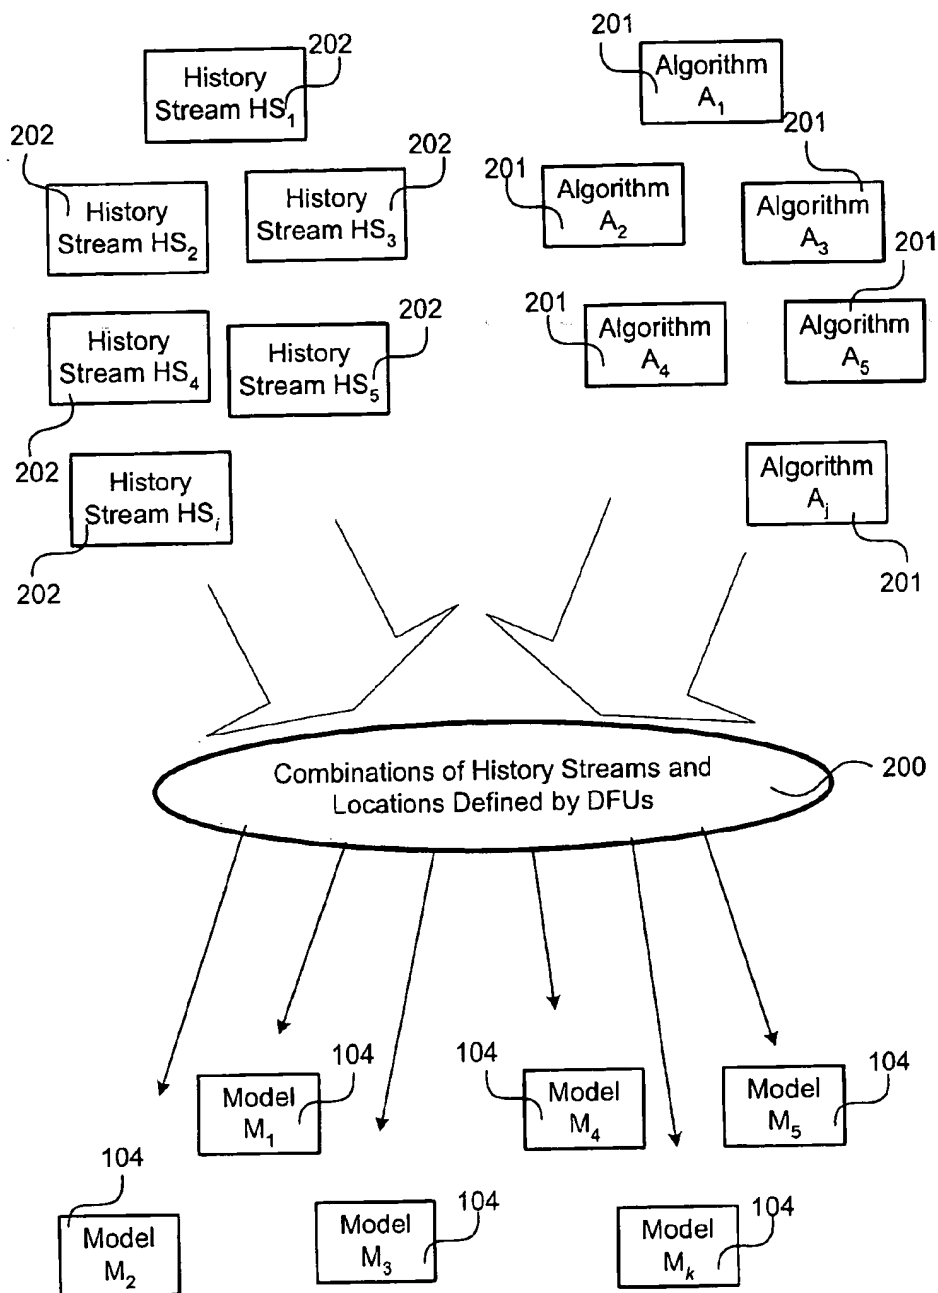 202
History
Stream HS1
201
Algorithm
A1
202
History
Stream HS2
202
History
Stream HS3
201
Algorithm
A2
201
Algorithm
A3
History
Stream HS4
202
202
History
Stream HS5
201
Algorithm
A4
201
Algorithm
A5
History
Stream HSi
202
Algorithm
Aj
201
Combinations of History Streams and
Locations Defined by DFUs
200
104
Model
M1
104
Model
M4
104
Model
M5
104
Model
M2
104
Model
M3
104
Model
Mk